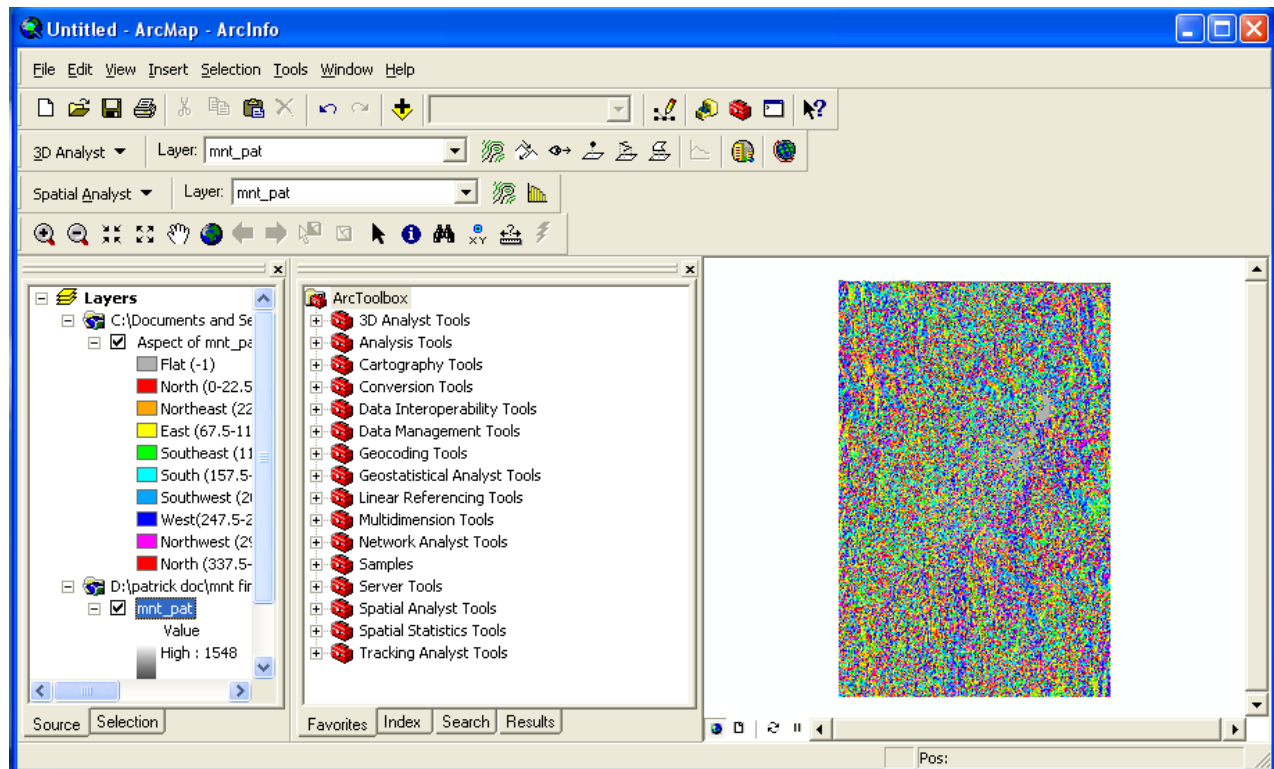 Untitled - ArcMap - ArcInfo
File Edit View Insert Selection Tools Window Help
3D Analyst Layer: mnt_pat
Spatial Analyst Layer: mnt_pat
XY
Layers
C:\Documents and Se
Aspect of mnt_pa
Flat (-1)
North (0-22.5
Northeast (22
East (67.5-11
Southeast (11
South (157.5-
Southwest (20
West(247.5-2
Northwest (29
North (337.5-
D:\patrick doc\mnt fin
mnt_pat
Value
High : 1548
Source Selection
ArcToolbox
3D Analyst Tools
Analysis Tools
Cartography Tools
Conversion Tools
Data Interoperability Tools
Data Management Tools
Geocoding Tools
Geostatistical Analyst Tools
Linear Referencing Tools
Multidimension Tools
Network Analyst Tools
Samples
Server Tools
Spatial Analyst Tools
Spatial Statistics Tools
Tracking Analyst Tools
Favorites Index Search Results
Pos: